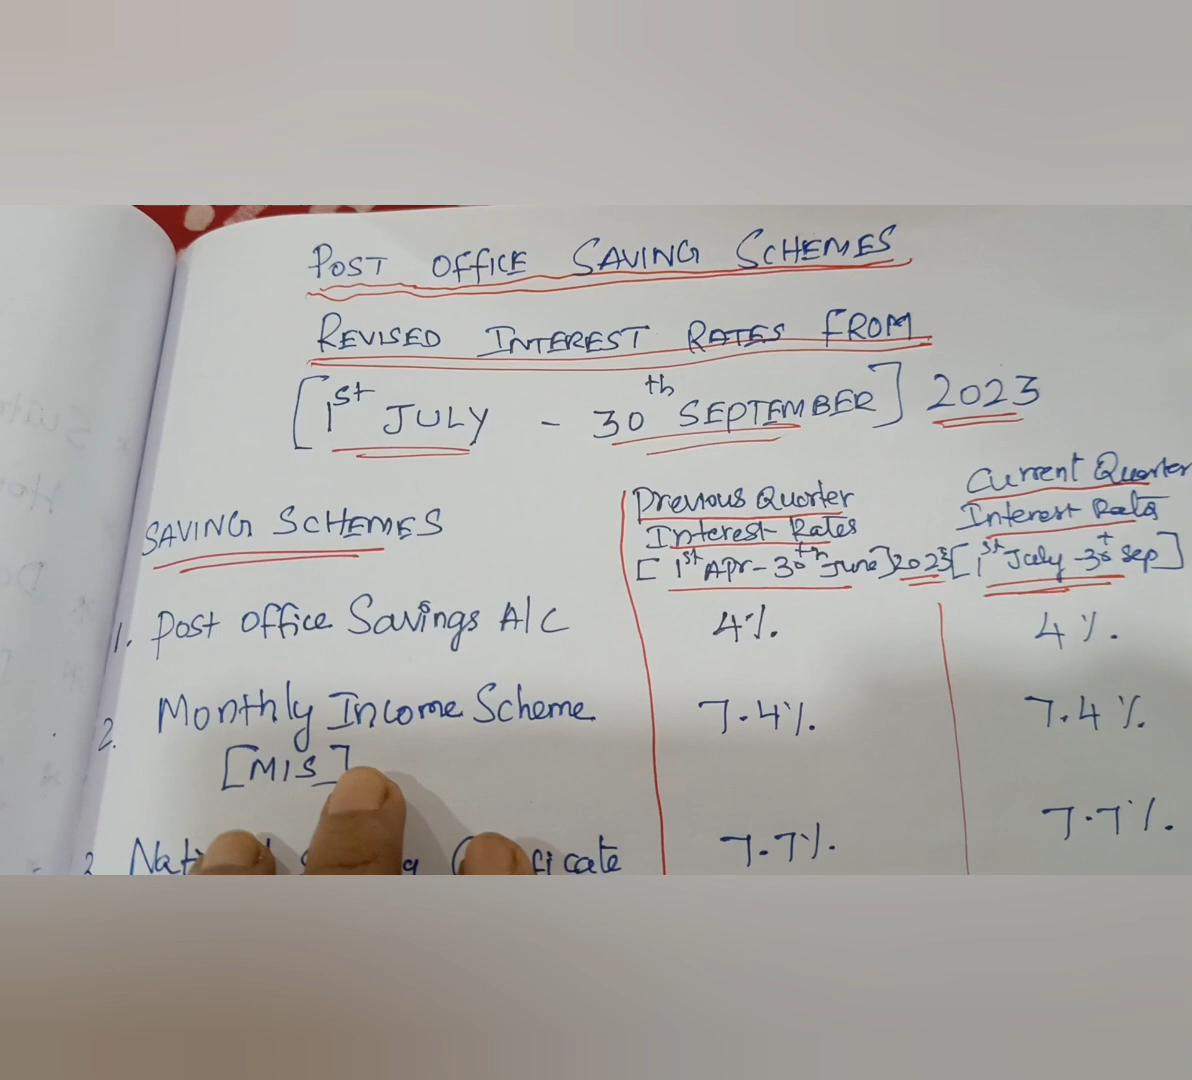 POST OFFICE SAVING SCHEMES
REVISED INTEREST RATES FROM
[1st JULY - 30th SEPTEMBER] 2023
SAVING SCHEMES
Previous Quarter
Interest Rates
[1st Apr - 30th June] 2023
Current Quarter
Interest Rates
[1st July - 30t Sep]
1. Post Office Savings A/C 4%. 4%.
2. Monthly Income Scheme 7.4%. 7.4%.
[MIS]
3 7.7%. 7.7%.